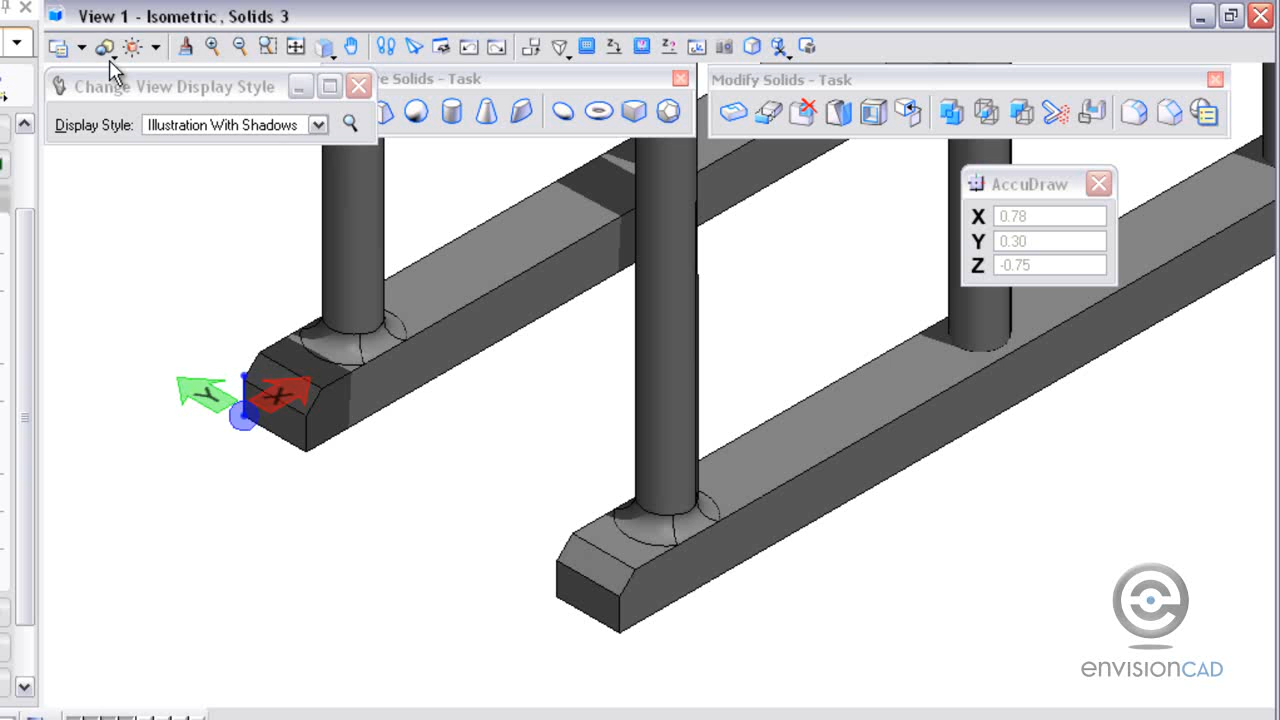 View 1 - Isometric, Solids 3
Change View Display Style
ve Solids - Task
Modify Solids - Task
Display Style: Illustration With Shadows
AccuDraw
X 0.78
Y 0.30
Z -0.75
Y
X
envisionCAD